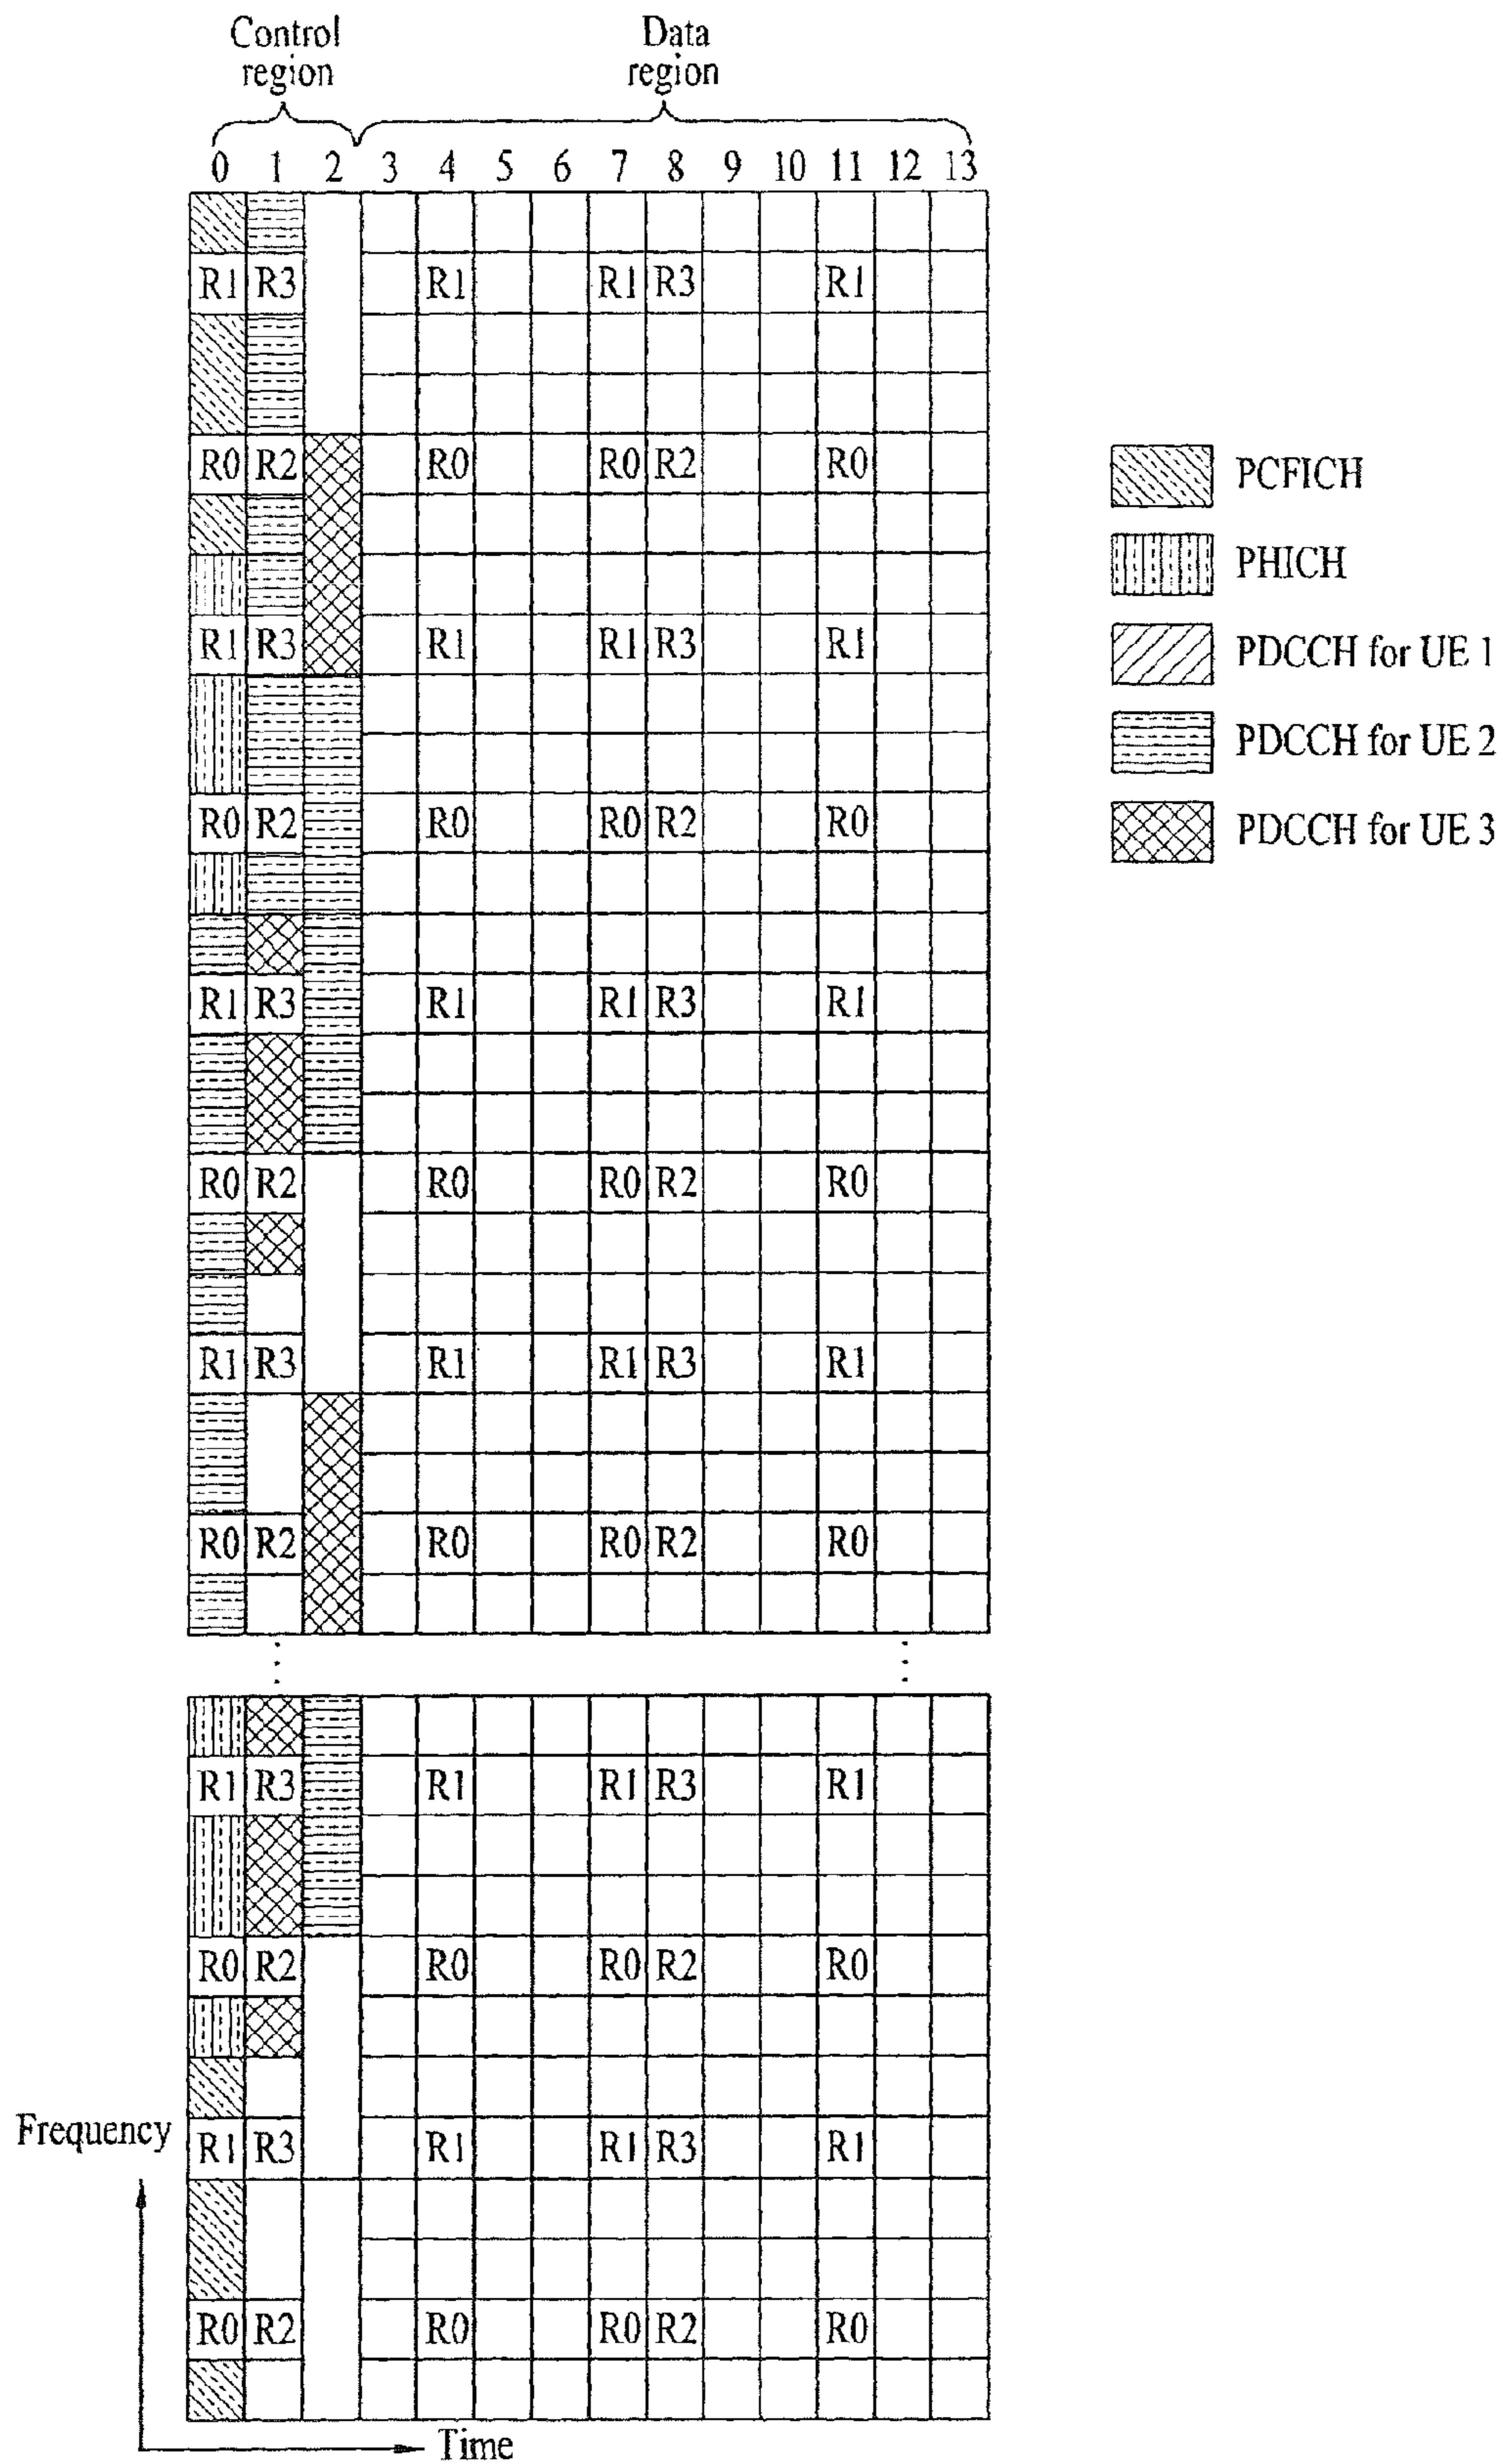 Control
region
Data
region
0 1 2 3 4 5 6 7 8 9 10 11 12 13
R1 R3 R1 R1 R3 R1
R0 R2 R0 R0 R2 R0
PCFICH
PHICH
R1 R3 R1 R1 R3 R1
PDCCH for UE 1
PDCCH for UE 2
R0 R2 R0 R0 R2 R0
PDCCH for UE 3
R1 R3 R1 R1 R3 R1
R0 R2 R0 R0 R2 R0
R1 R3 R1 R1 R3 R1
R0 R2 R0 R0 R2 R0
R1 R3 R1 R1 R3 R1
R0 R2 R0 R0 R2 R0
Frequency
R1 R3 R1 R1 R3 R1
R0 R2 R0 R0 R2 R0
Time